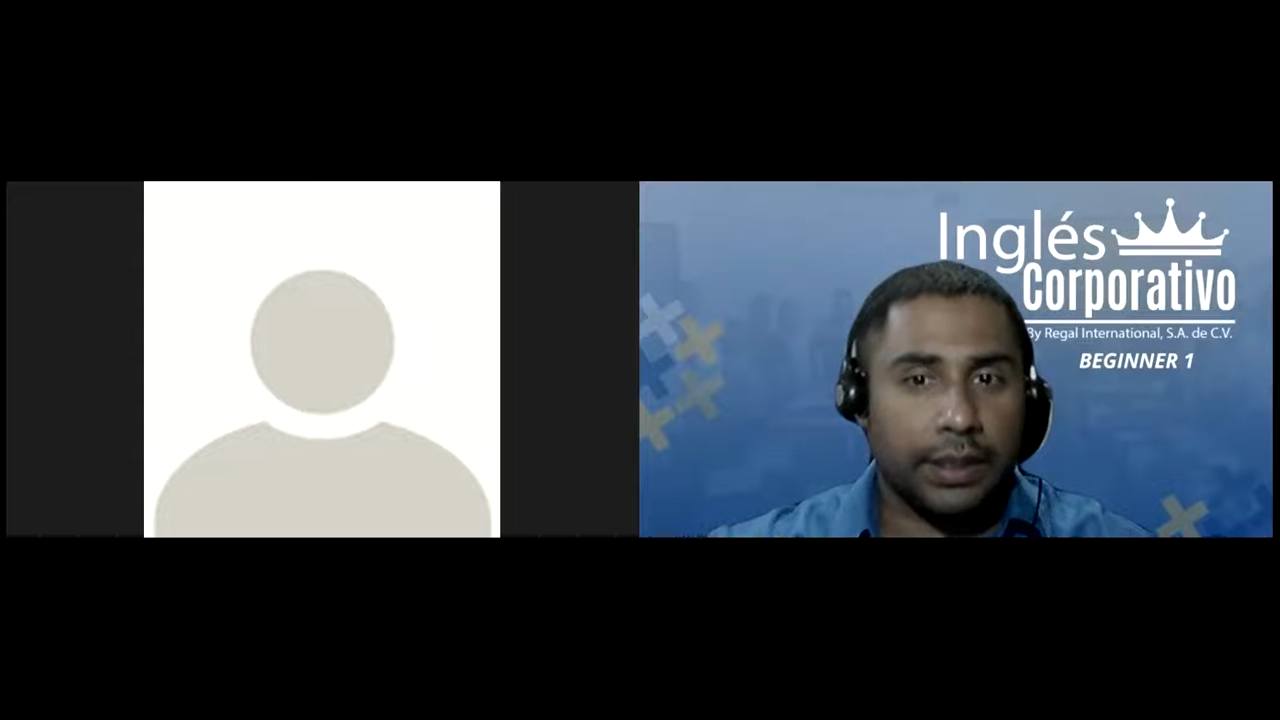 Inglés
Corporativo
By Regal International, S.A. de C.V.
BEGINNER 1